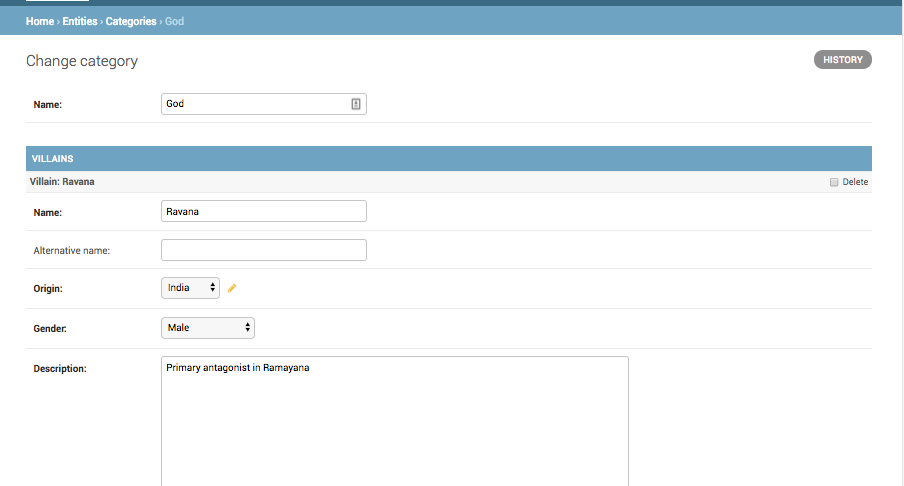 Home › Entities › Categories › God
Change category
HISTORY
Name:
God
VILLAINS
Villain: Ravana
Delete
Name:
Ravana
Alternative name:
Origin:
India
Gender:
Male
Description:
Primary antagonist in Ramayana